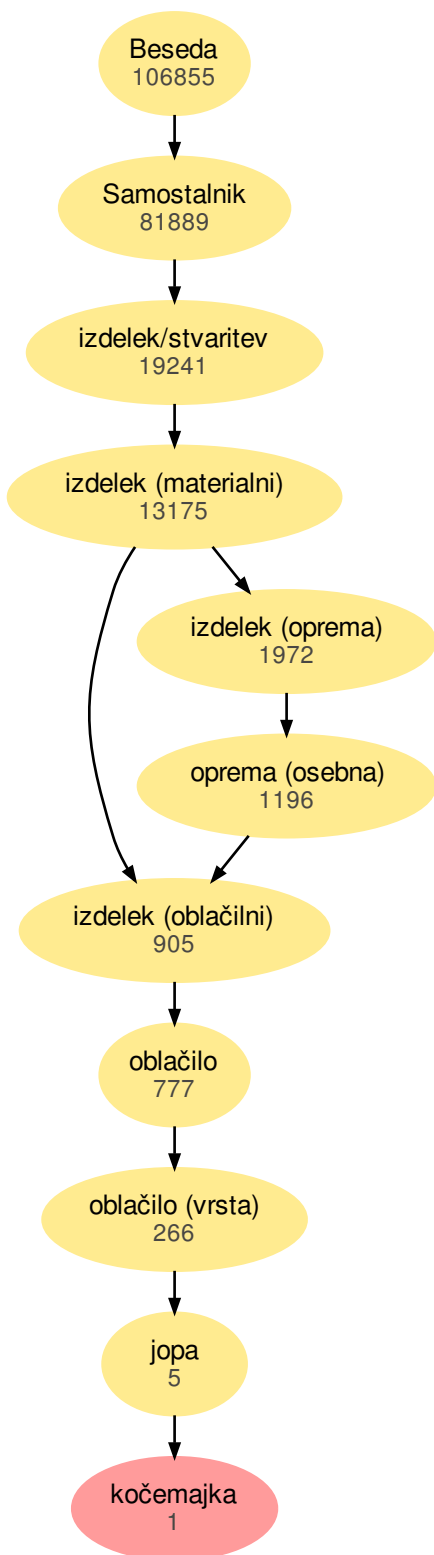 Beseda
106855
Samostalnik
81889
izdelek/stvaritev
19241
izdelek (materialni)
13175
izdelek (oprema)
1972
oprema (osebna)
1196
izdelek (oblačilni)
905
oblačilo
777
oblačilo (vrsta)
266
jopa
5
kočemajka
1